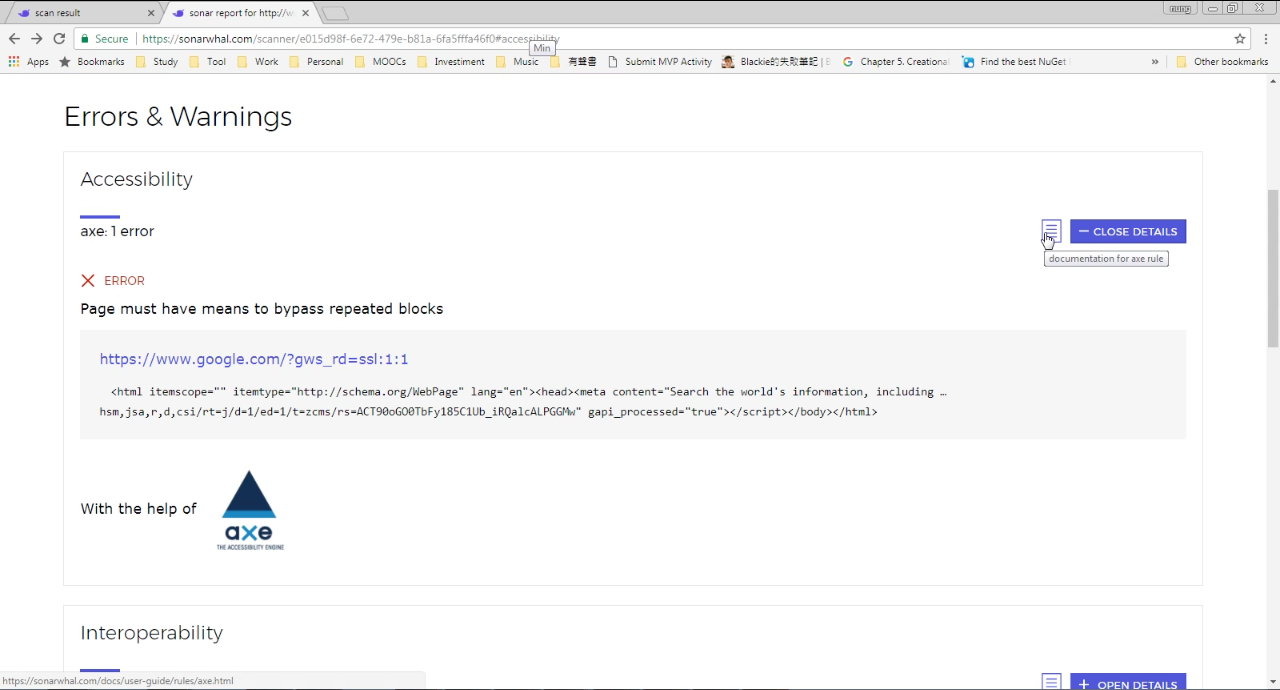 scan result
sonar report for http://w
Secure https://sonarwhal.com/scanner/e015d98f-6e72-479e-b81a-6fa5fffa46f0#accessibility
Min
Apps Bookmarks Study Tool Work Personal MOOCs Investiment Music 有聲書 Submit MVP Activity Blackie的失敗筆記 | Chapter 5. Creational Find the best NuGet » Other bookmarks
Errors & Warnings
Accessibility
axe: 1 error
CLOSE DETAILS
documentation for axe rule
ERROR
Page must have means to bypass repeated blocks
https://www.google.com/?gws_rd=ssl:1:1
<html itemscope="" itemtype="http://schema.org/WebPage" lang="en"><head><meta content="Search the world's information, including …
hsm,jsa,r,d,csi/rt=j/d=1/ed=1/t=zcms/rs=ACT90oGO0TbFy185C1Ub_iRQalcALPGGMw" gapi_processed="true"></script></body></html>
With the help of
axe
THE ACCESSIBILITY ENGINE
Interoperability
OPEN DETAILS
https://sonarwhal.com/docs/user-guide/rules/axe.html